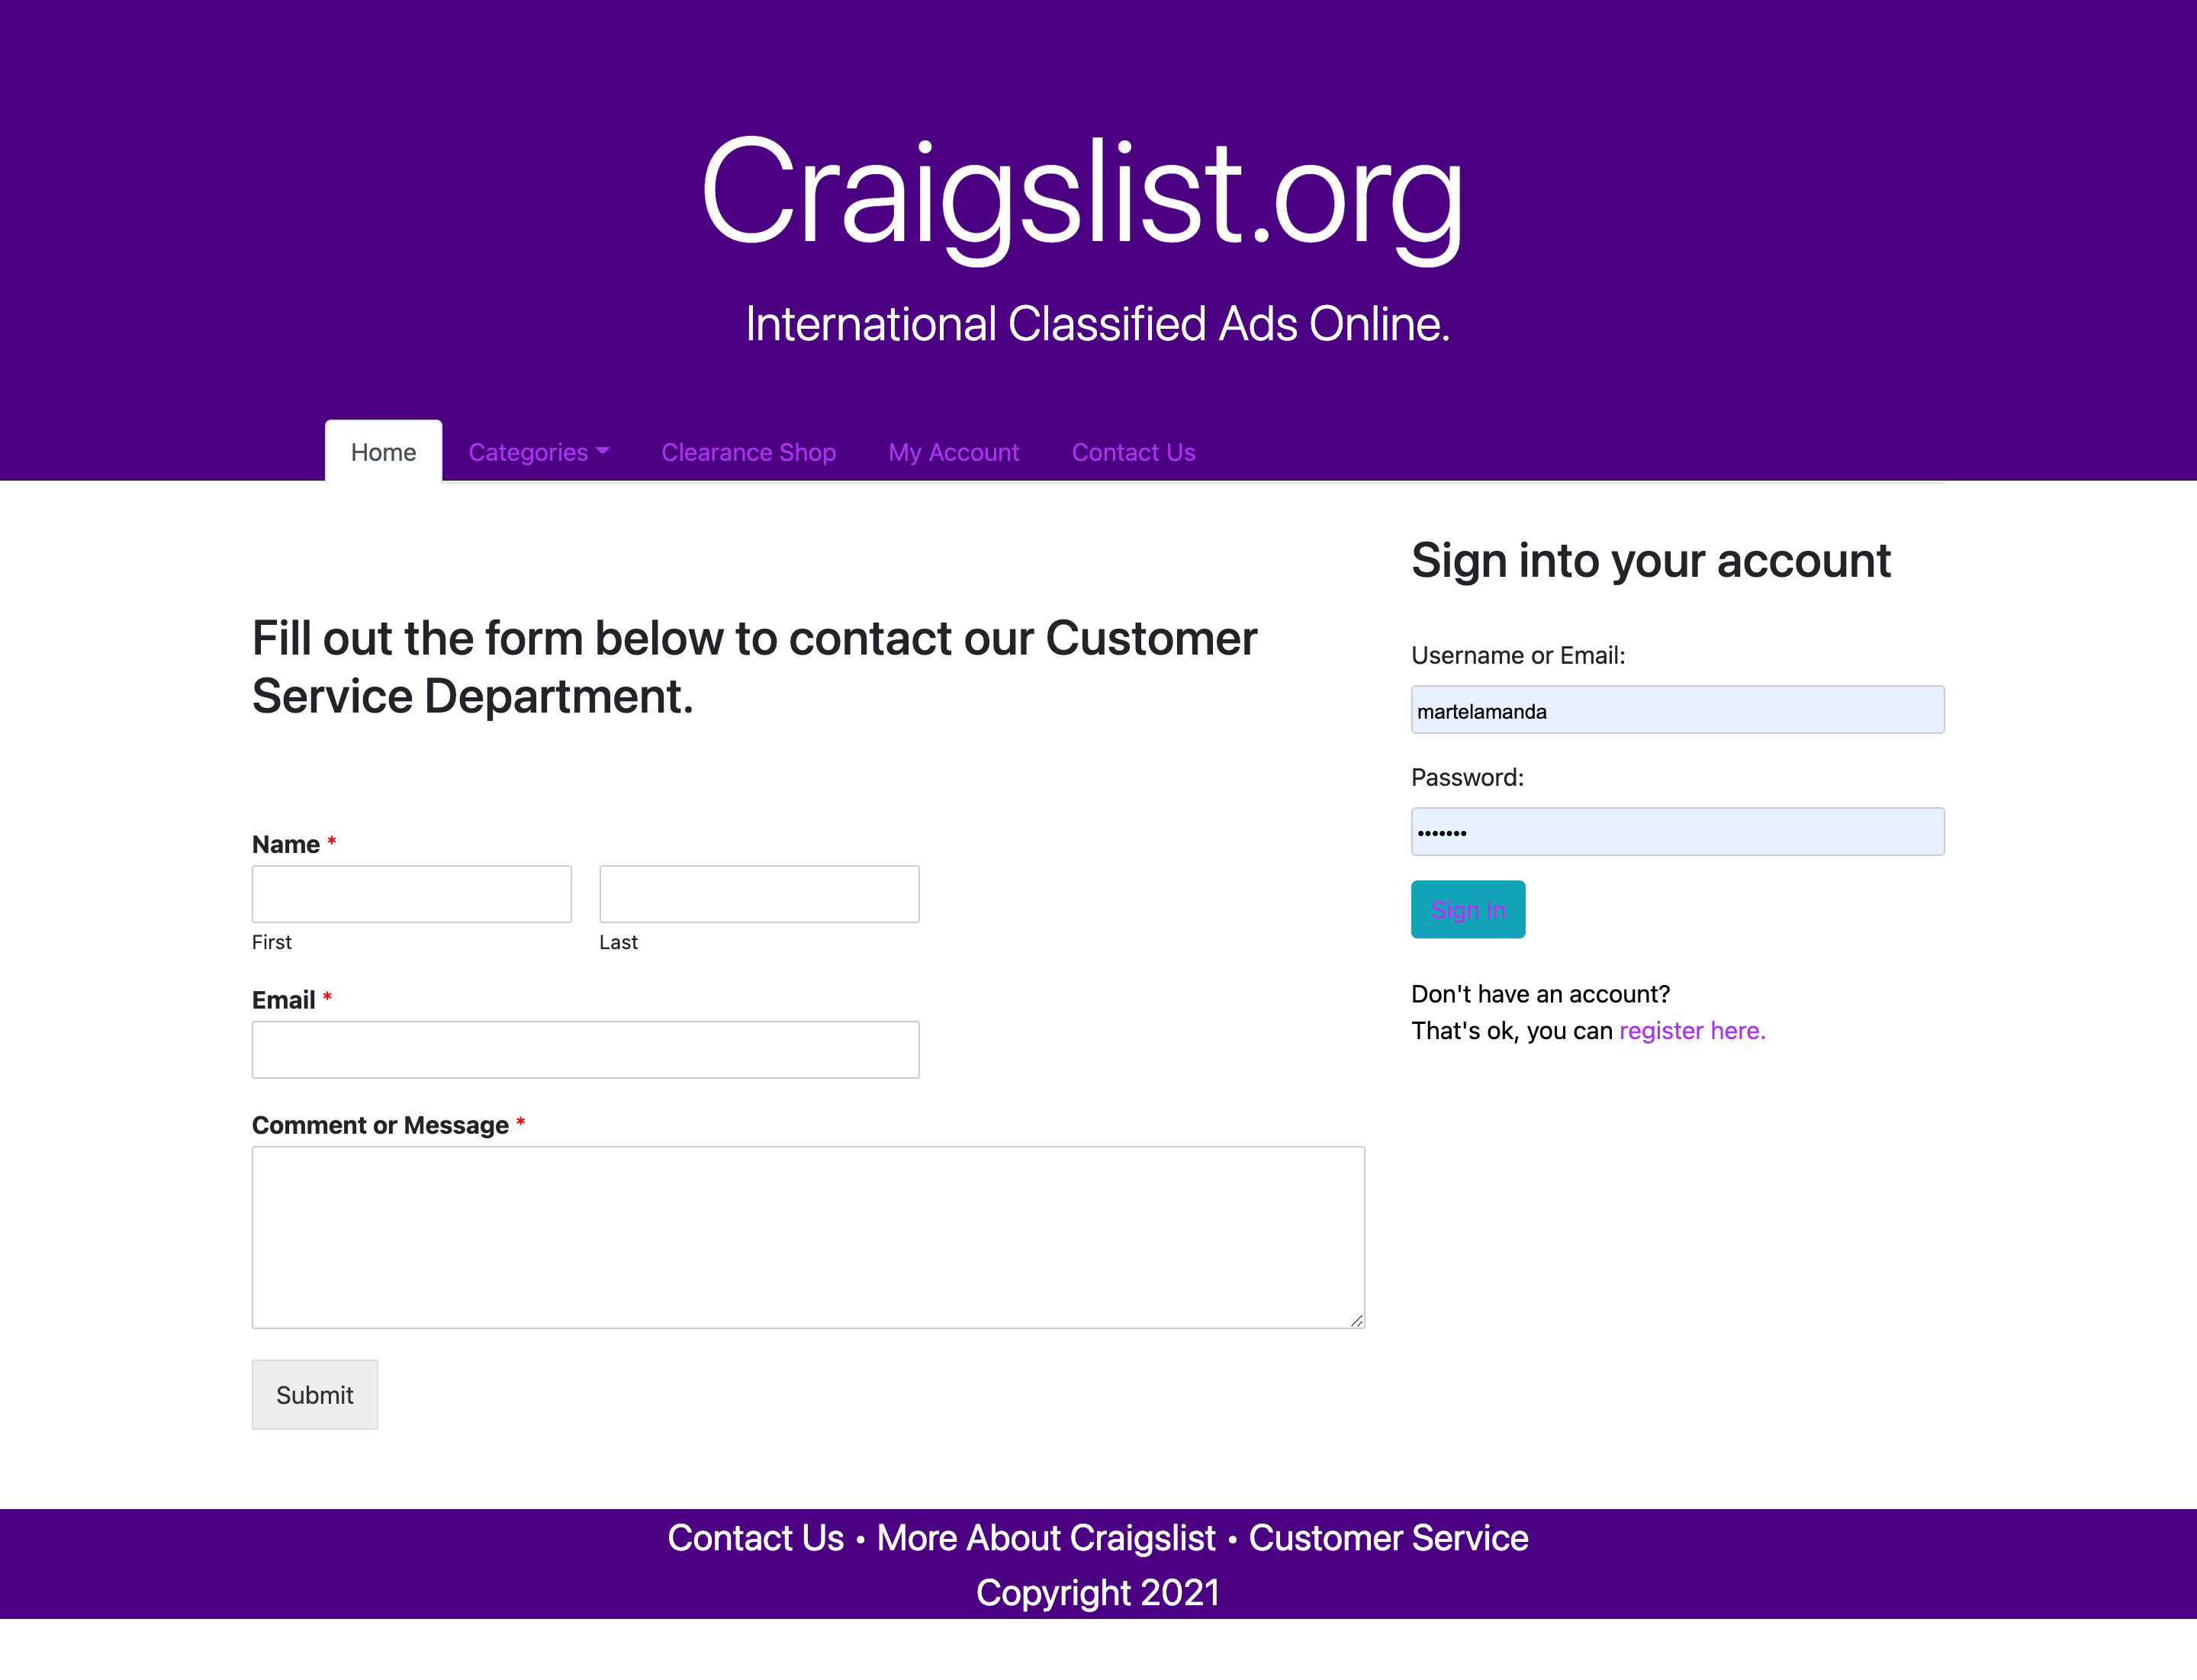 Craigslist.org
International Classified Ads Online.
Home
Categories
Clearance Shop
My Account
Contact Us
Fill out the form below to contact our Customer
Service Department.
Name *
First
Last
Email *
Comment or Message *
Submit
Sign into your account
Username or Email:
martelamanda
Password:
•••••••
Sign In
Don't have an account?
That's ok, you can register here.
Contact Us • More About Craigslist • Customer Service
Copyright 2021